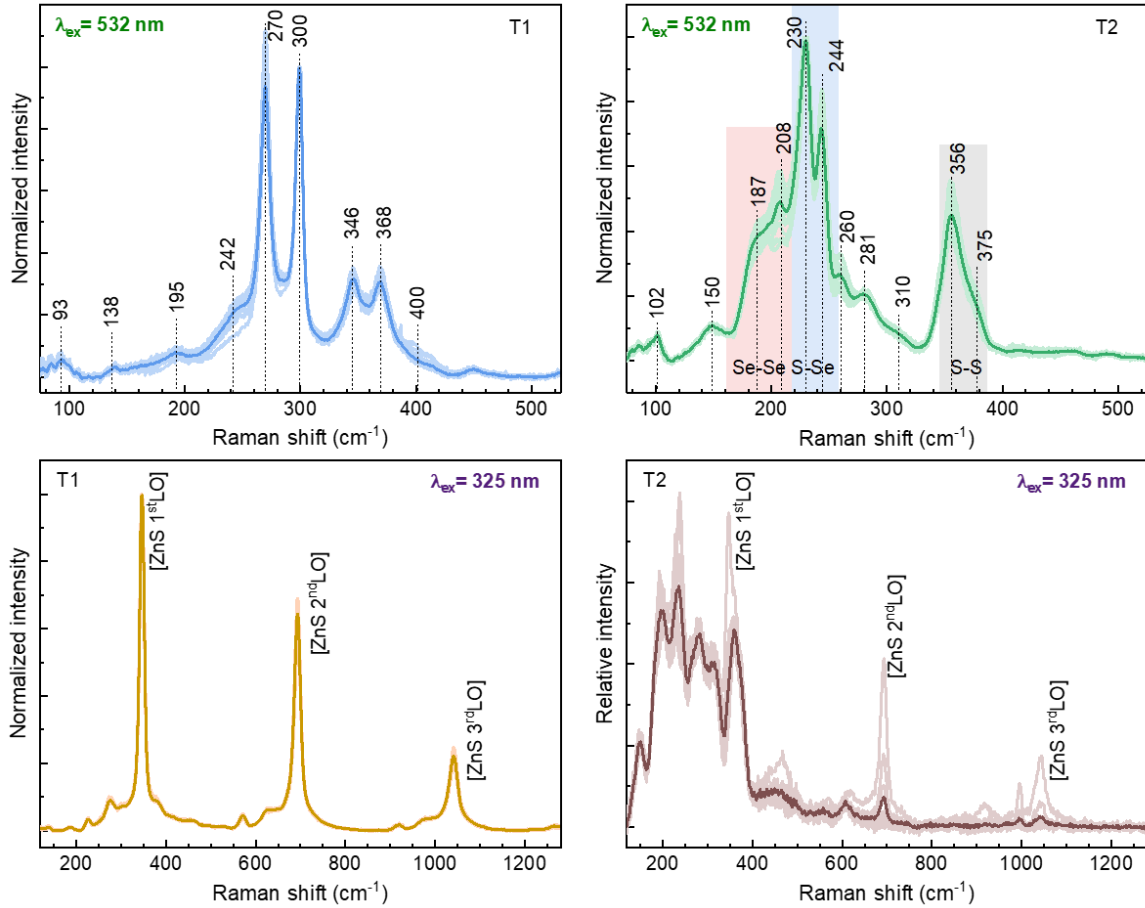 λex= 532 nm
T1
270
300
242
346
368
195
93
138
400
Normalized intensity
100
200
300
400
500
Raman shift (cm-1)
λex= 532 nm
T2
230
244
208
187
356
260
281
375
150
310
102
Se-Se
S-Se
S-S
Normalized intensity
100
200
300
400
500
Raman shift (cm-1)
T1
λex= 325 nm
[ZnS 1stLO]
[ZnS 2ndLO]
[ZnS 3rdLO]
Normalized intensity
200
400
600
800
1000
1200
Raman shift (cm-1)
T2
λex= 325 nm
[ZnS 1stLO]
[ZnS 2ndLO]
[ZnS 3rdLO]
Relative intensity
200
400
600
800
1000
1200
Raman shift (cm-1)